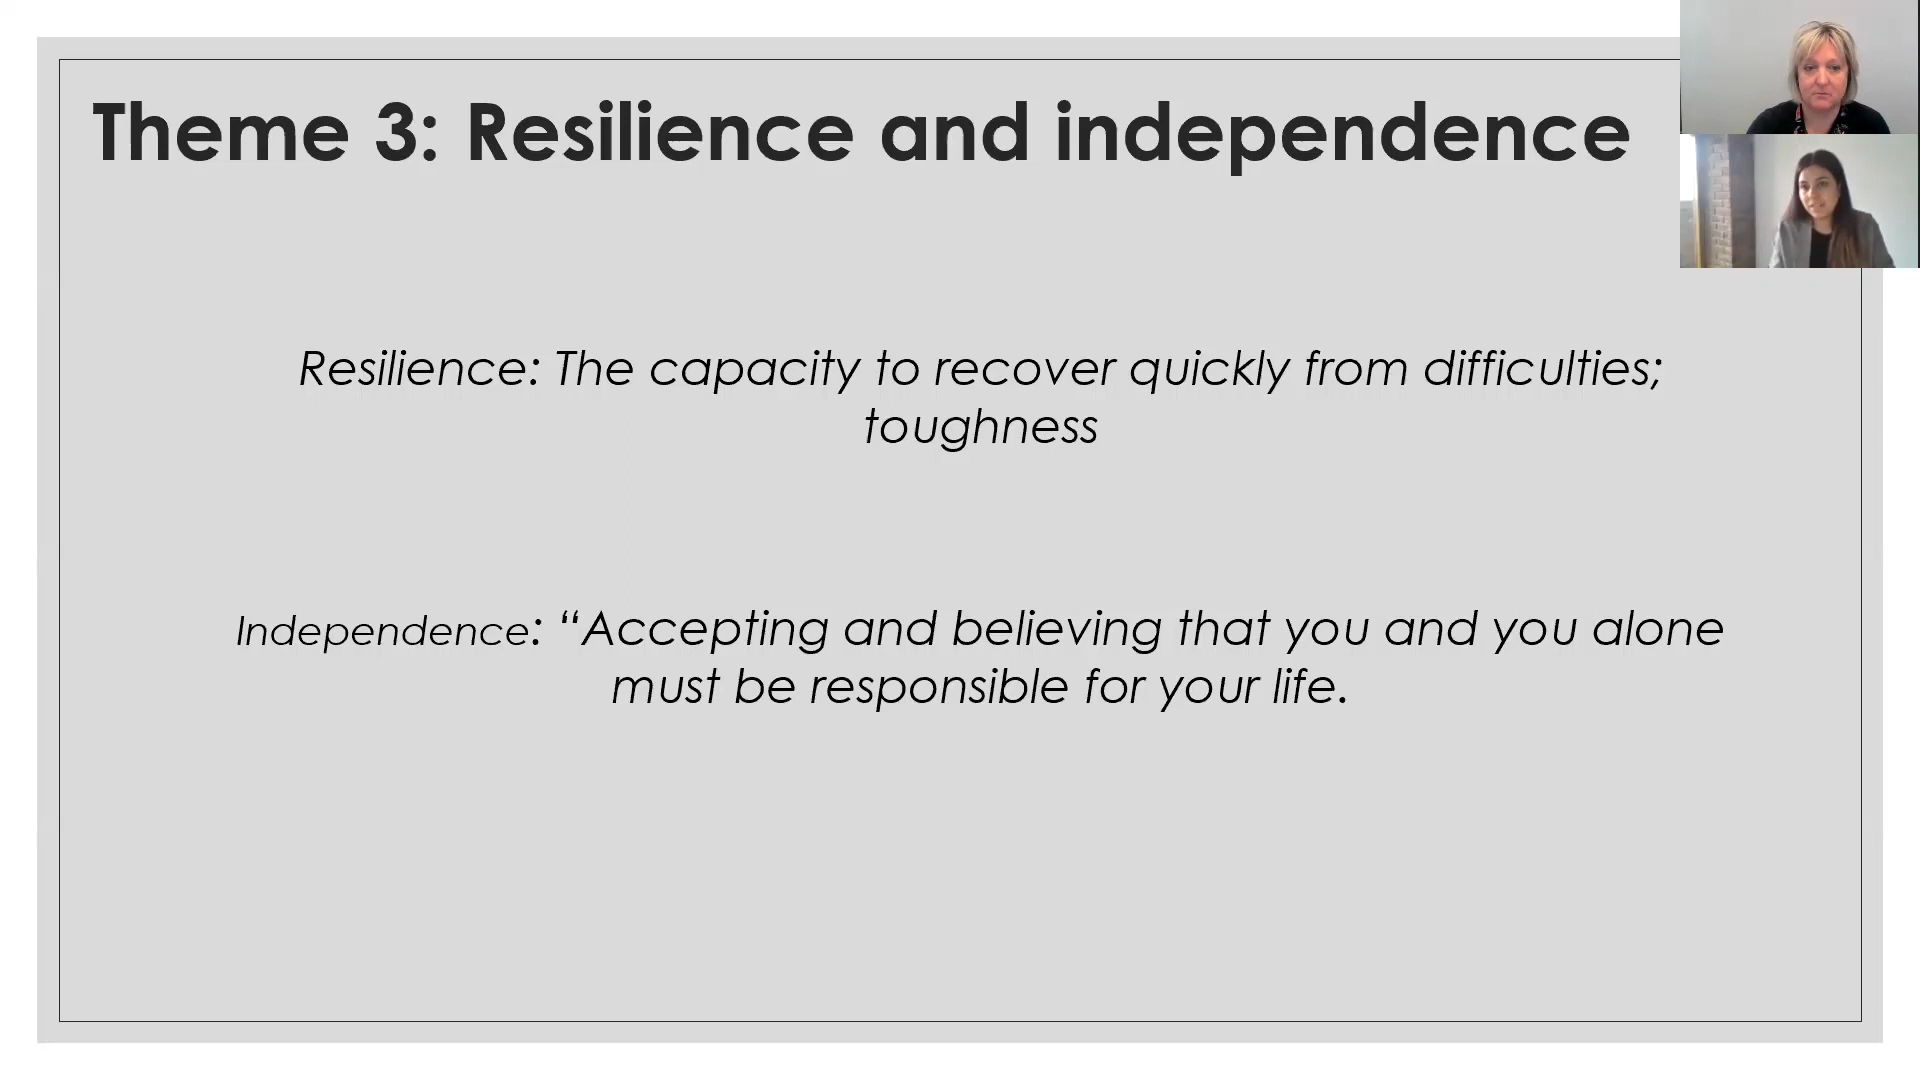 Theme 3: Resilience and independence
Resilience: The capacity to recover quickly from difficulties;
toughness
Independence: “Accepting and believing that you and you alone
must be responsible for your life.